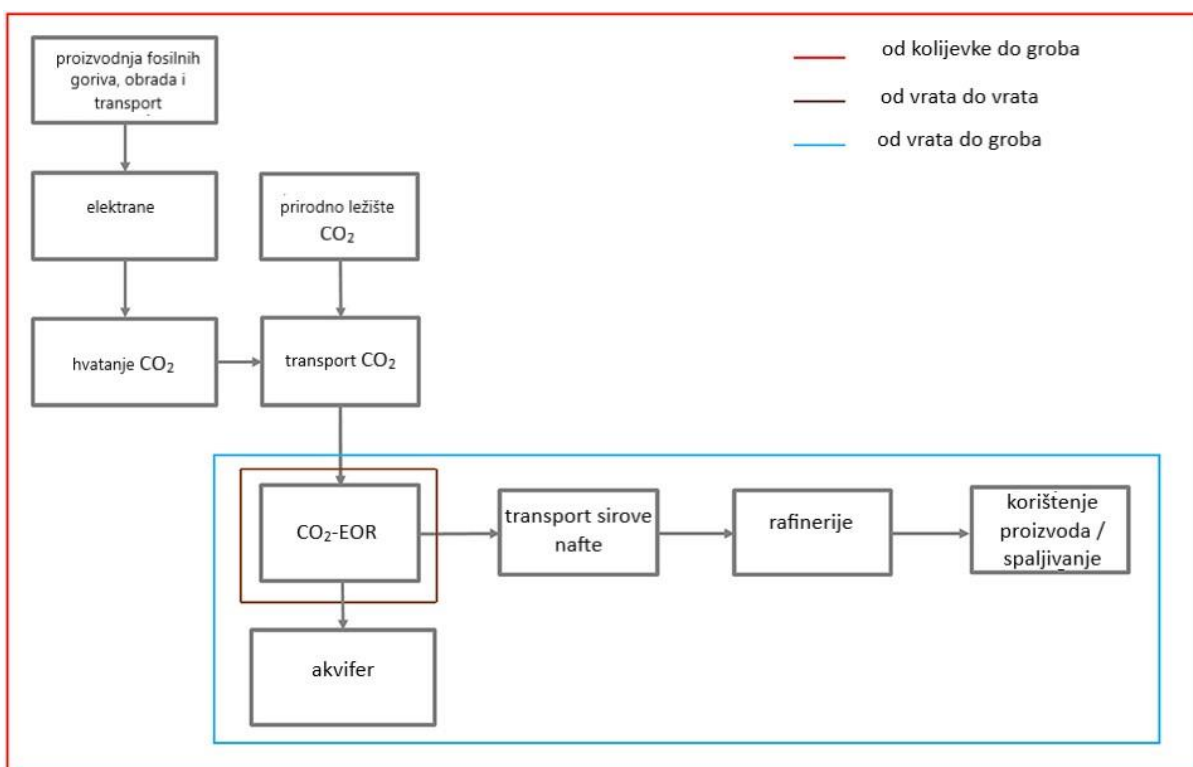 proizvodnja fosilnih
goriva, obrada i
transport
od kolijevke do groba
od vrata do vrata
od vrata do groba
elektrane
prirodno ležište
CO₂
hvatanje CO₂
transport CO₂
CO₂-EOR
transport sirove
nafte
rafinerije
korištenje
proizvoda /
spaljivanje
akvifer